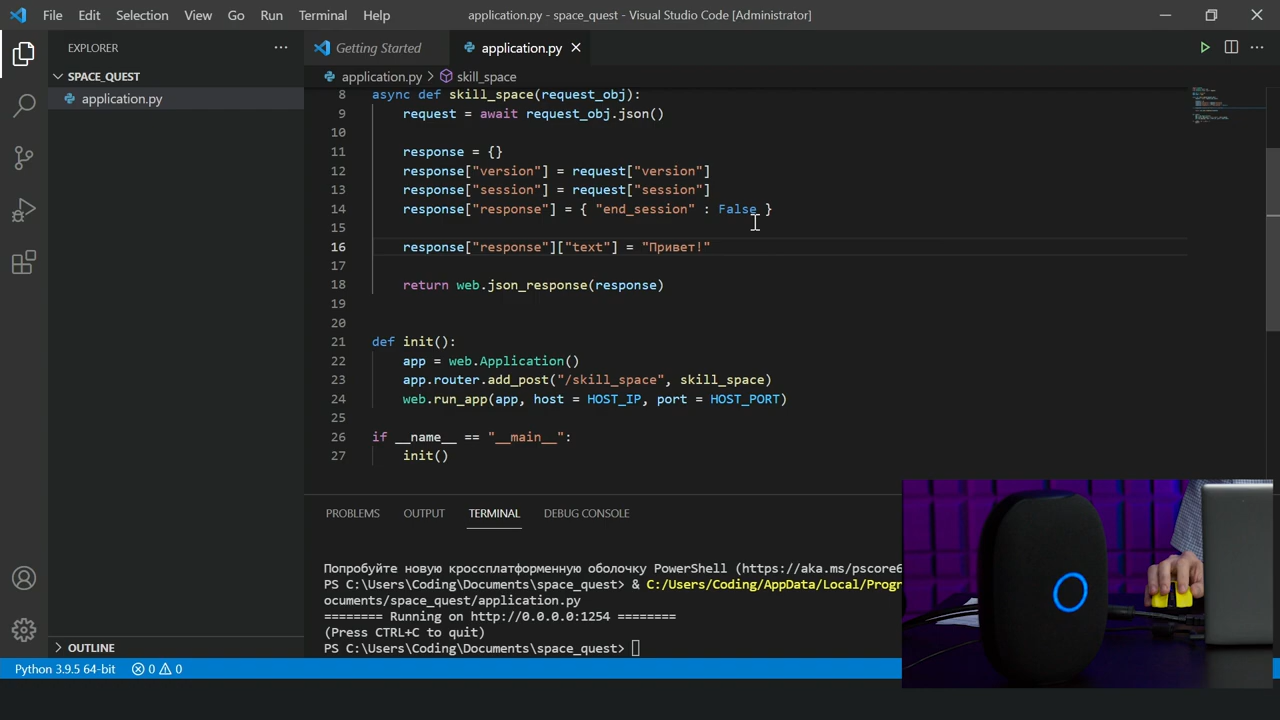 File Edit Selection View Go Run Terminal Help application.py - space_quest - Visual Studio Code [Administrator]
EXPLORER
Getting Started application.py
SPACE_QUEST
application.py
application.py > skill_space
8 async def skill_space(request_obj):
9 request = await request_obj.json()
10
11 response = {}
12 response["version"] = request["version"]
13 response["session"] = request["session"]
14 response["response"] = { "end_session" : False }
15
16 response["response"]["text"] = "Привет!"
17
18 return web.json_response(response)
19
20
21 def init():
22 app = web.Application()
23 app.router.add_post("/skill_space", skill_space)
24 web.run_app(app, host = HOST_IP, port = HOST_PORT)
25
26 if __name__ == "__main__":
27 init()
PROBLEMS OUTPUT TERMINAL DEBUG CONSOLE
Попробуйте новую кроссплатформенную оболочку PowerShell (https://aka.ms/pscore6
PS C:\Users\Coding\Documents\space_quest> & C:/Users/Coding/AppData/Local/Progr
ocuments/space_quest/application.py
======== Running on http://0.0.0.0:1254 ========
(Press CTRL+C to quit)
PS C:\Users\Coding\Documents\space_quest>
OUTLINE
Python 3.9.5 64-bit 0 0